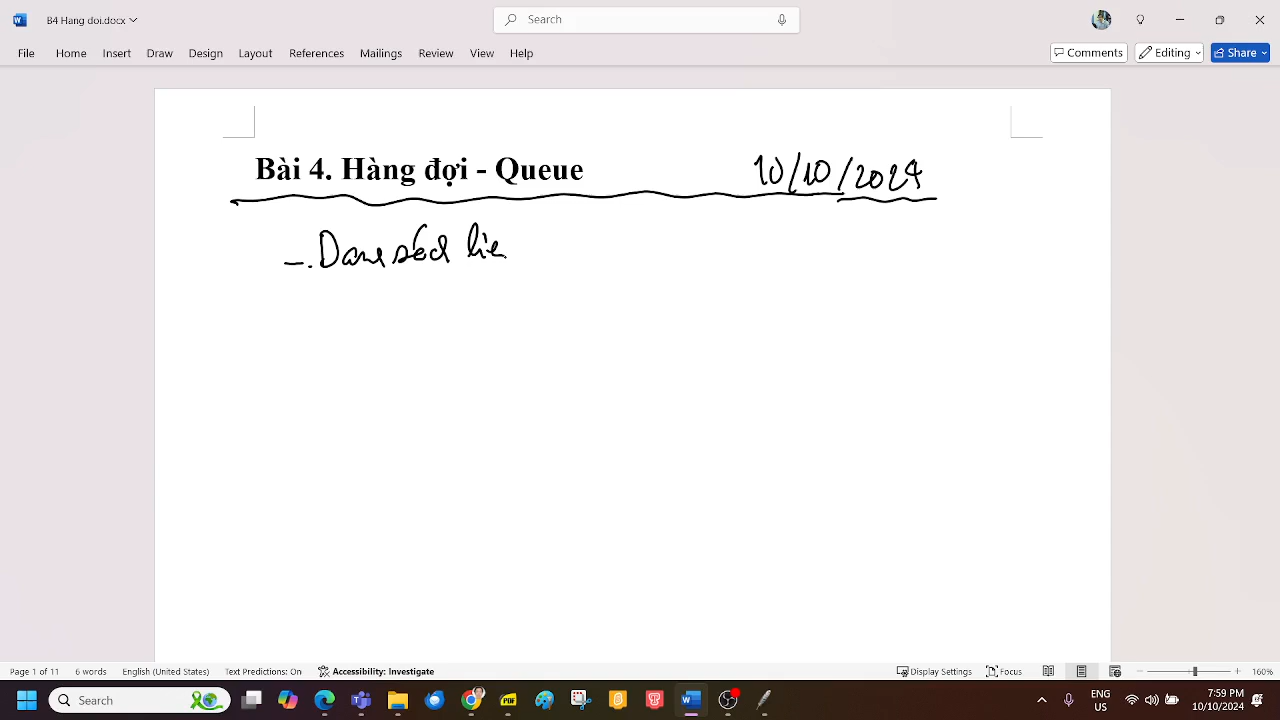 B4 Hang doi.docx
Search
File Home Insert Draw Design Layout References Mailings Review View Help
Comments Editing Share
Bài 4. Hàng đợi - Queue 10/10/2024
-. Danh sách liê
Page 1 of 11 6 words English (United States) Text Predictions: On Accessibility: Investigate Display Settings Focus 160%
Search PDF ENG US 7:59 PM 10/10/2024